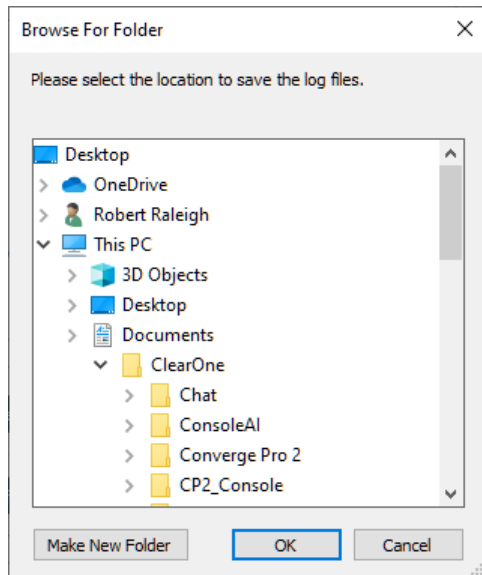 Browse For Folder
Please select the location to save the log files.
Desktop
OneDrive
Robert Raleigh
This PC
3D Objects
Desktop
Documents
ClearOne
Chat
ConsoleAI
Converge Pro 2
CP2_Console
Make New Folder
OK
Cancel